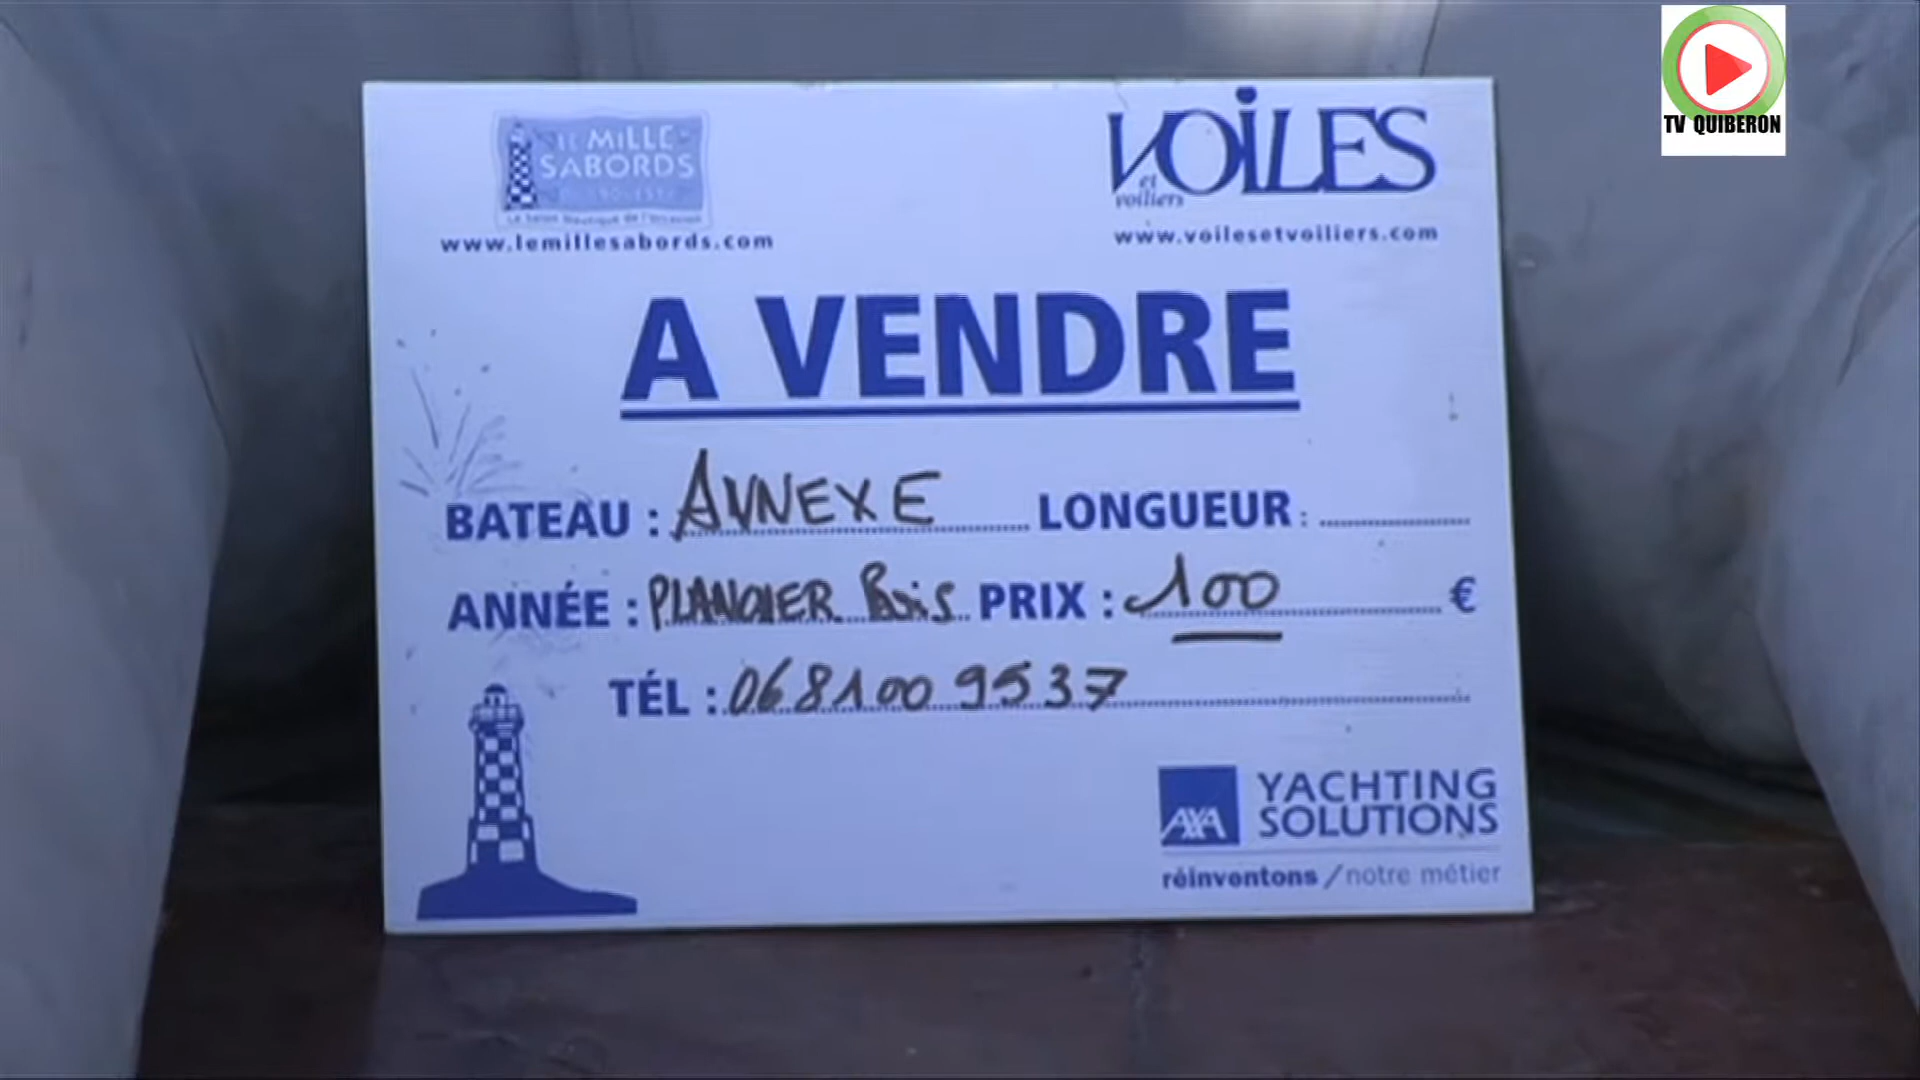 TV QUIBERON
LE MILLE
SABORDS
www.lemillesabords.com
VOILES
et
voiliers
www.voilesetvoiliers.com
A VENDRE
BATEAU : ANNEXE LONGUEUR :
ANNÉE : PLANCHER BOIS PRIX : 100 €
TÉL : 0681009537
AXA YACHTING
SOLUTIONS
réinventons / notre métier